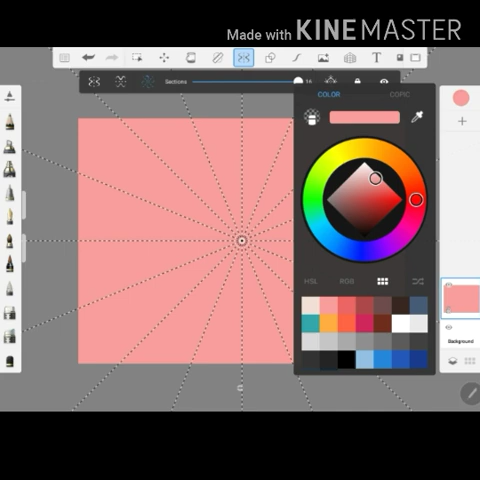 Made with KINEMASTER
T
Sections 16
COLOR COPIC
HSL RGB
Background